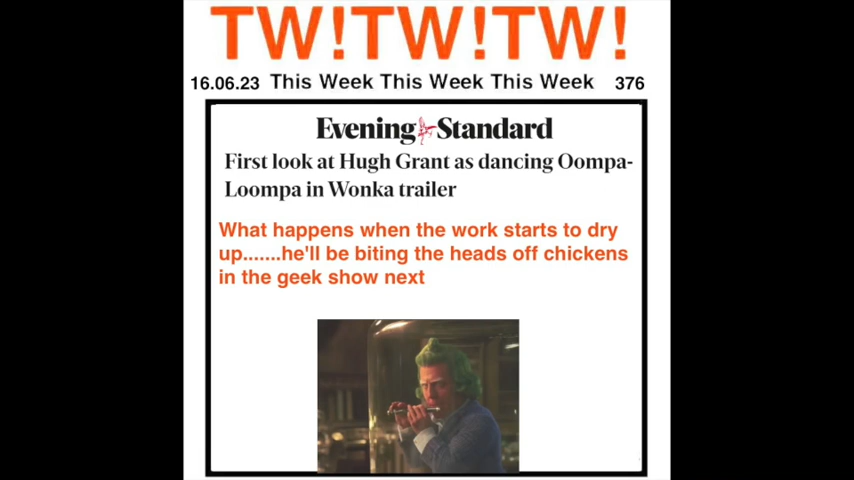 TW!TW!TW!
16.06.23 This Week This Week This Week 376
Evening Standard
First look at Hugh Grant as dancing Oompa-
Loompa in Wonka trailer
What happens when the work starts to dry
up.......he'll be biting the heads off chickens
in the geek show next